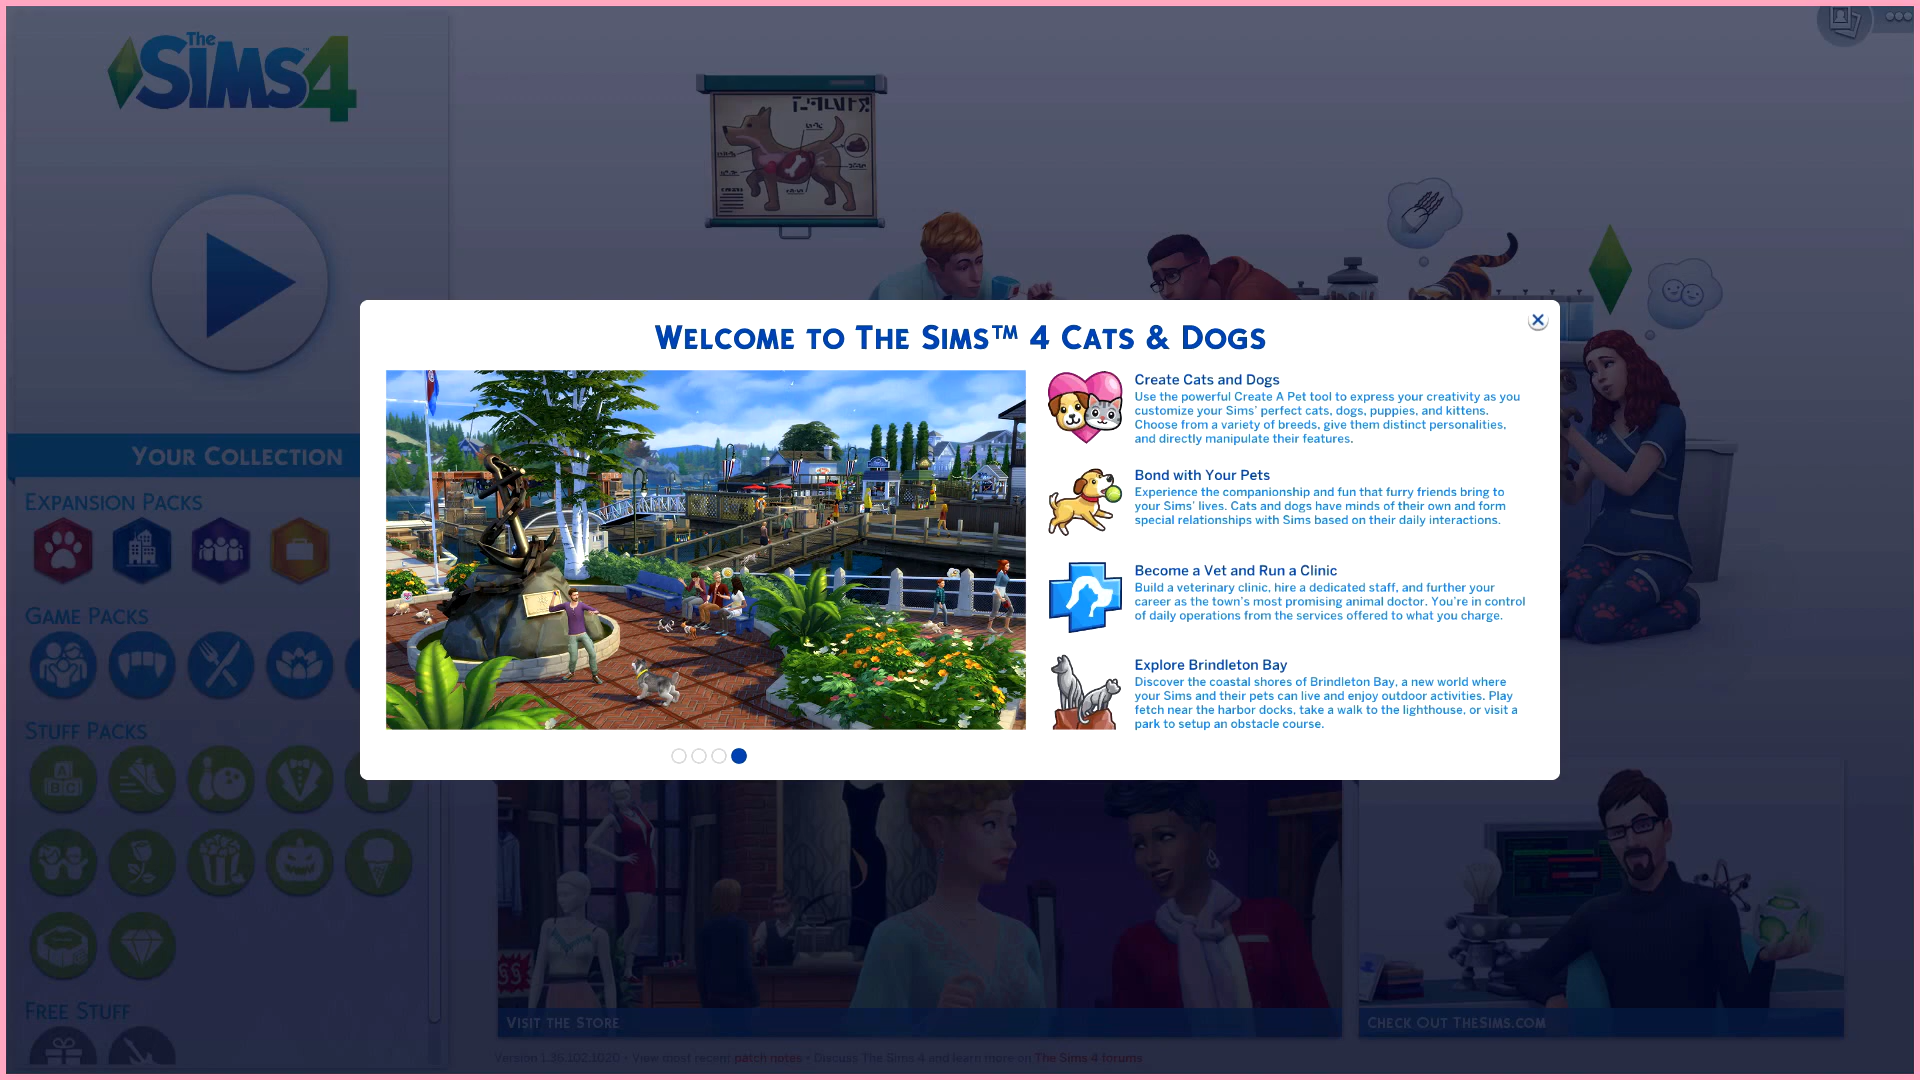 The Sims 4
Welcome to The Sims™ 4 Cats & Dogs
Create Cats and Dogs
Use the powerful Create A Pet tool to express your creativity as you
customize your Sims' perfect cats, dogs, puppies, and kittens.
Choose from a variety of breeds, give them distinct personalities,
and directly manipulate their features.
Bond with Your Pets
Experience the companionship and fun that furry friends bring to
your Sims' lives. Cats and dogs have minds of their own and form
special relationships with Sims based on their daily interactions.
Become a Vet and Run a Clinic
Build a veterinary clinic, hire a dedicated staff, and further your
career as the town's most promising animal doctor. You're in control
of daily operations from the services offered to what you charge.
Explore Brindleton Bay
Discover the coastal shores of Brindleton Bay, a new world where
your Sims and their pets can live and enjoy outdoor activities. Play
fetch near the harbor docks, take a walk to the lighthouse, or visit a
park to setup an obstacle course.
Your Collection
Expansion Packs
Game Packs
Stuff Packs
A
B C
Free Stuff
§§
Visit the Store
Check Out TheSims.com
Version 1.36.102.1020 • View most recent patch notes • Discuss The Sims 4 and learn more on The Sims 4 forums